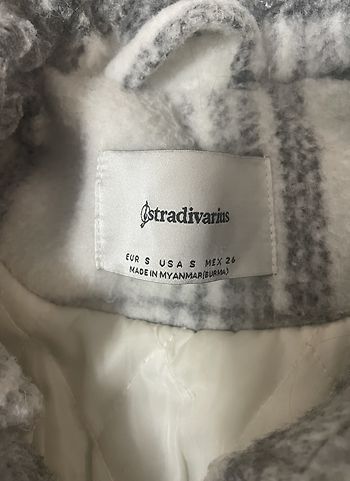 stradivarius
EUR S USA S MEX 26
MADE IN MYANMAR(BURMA)